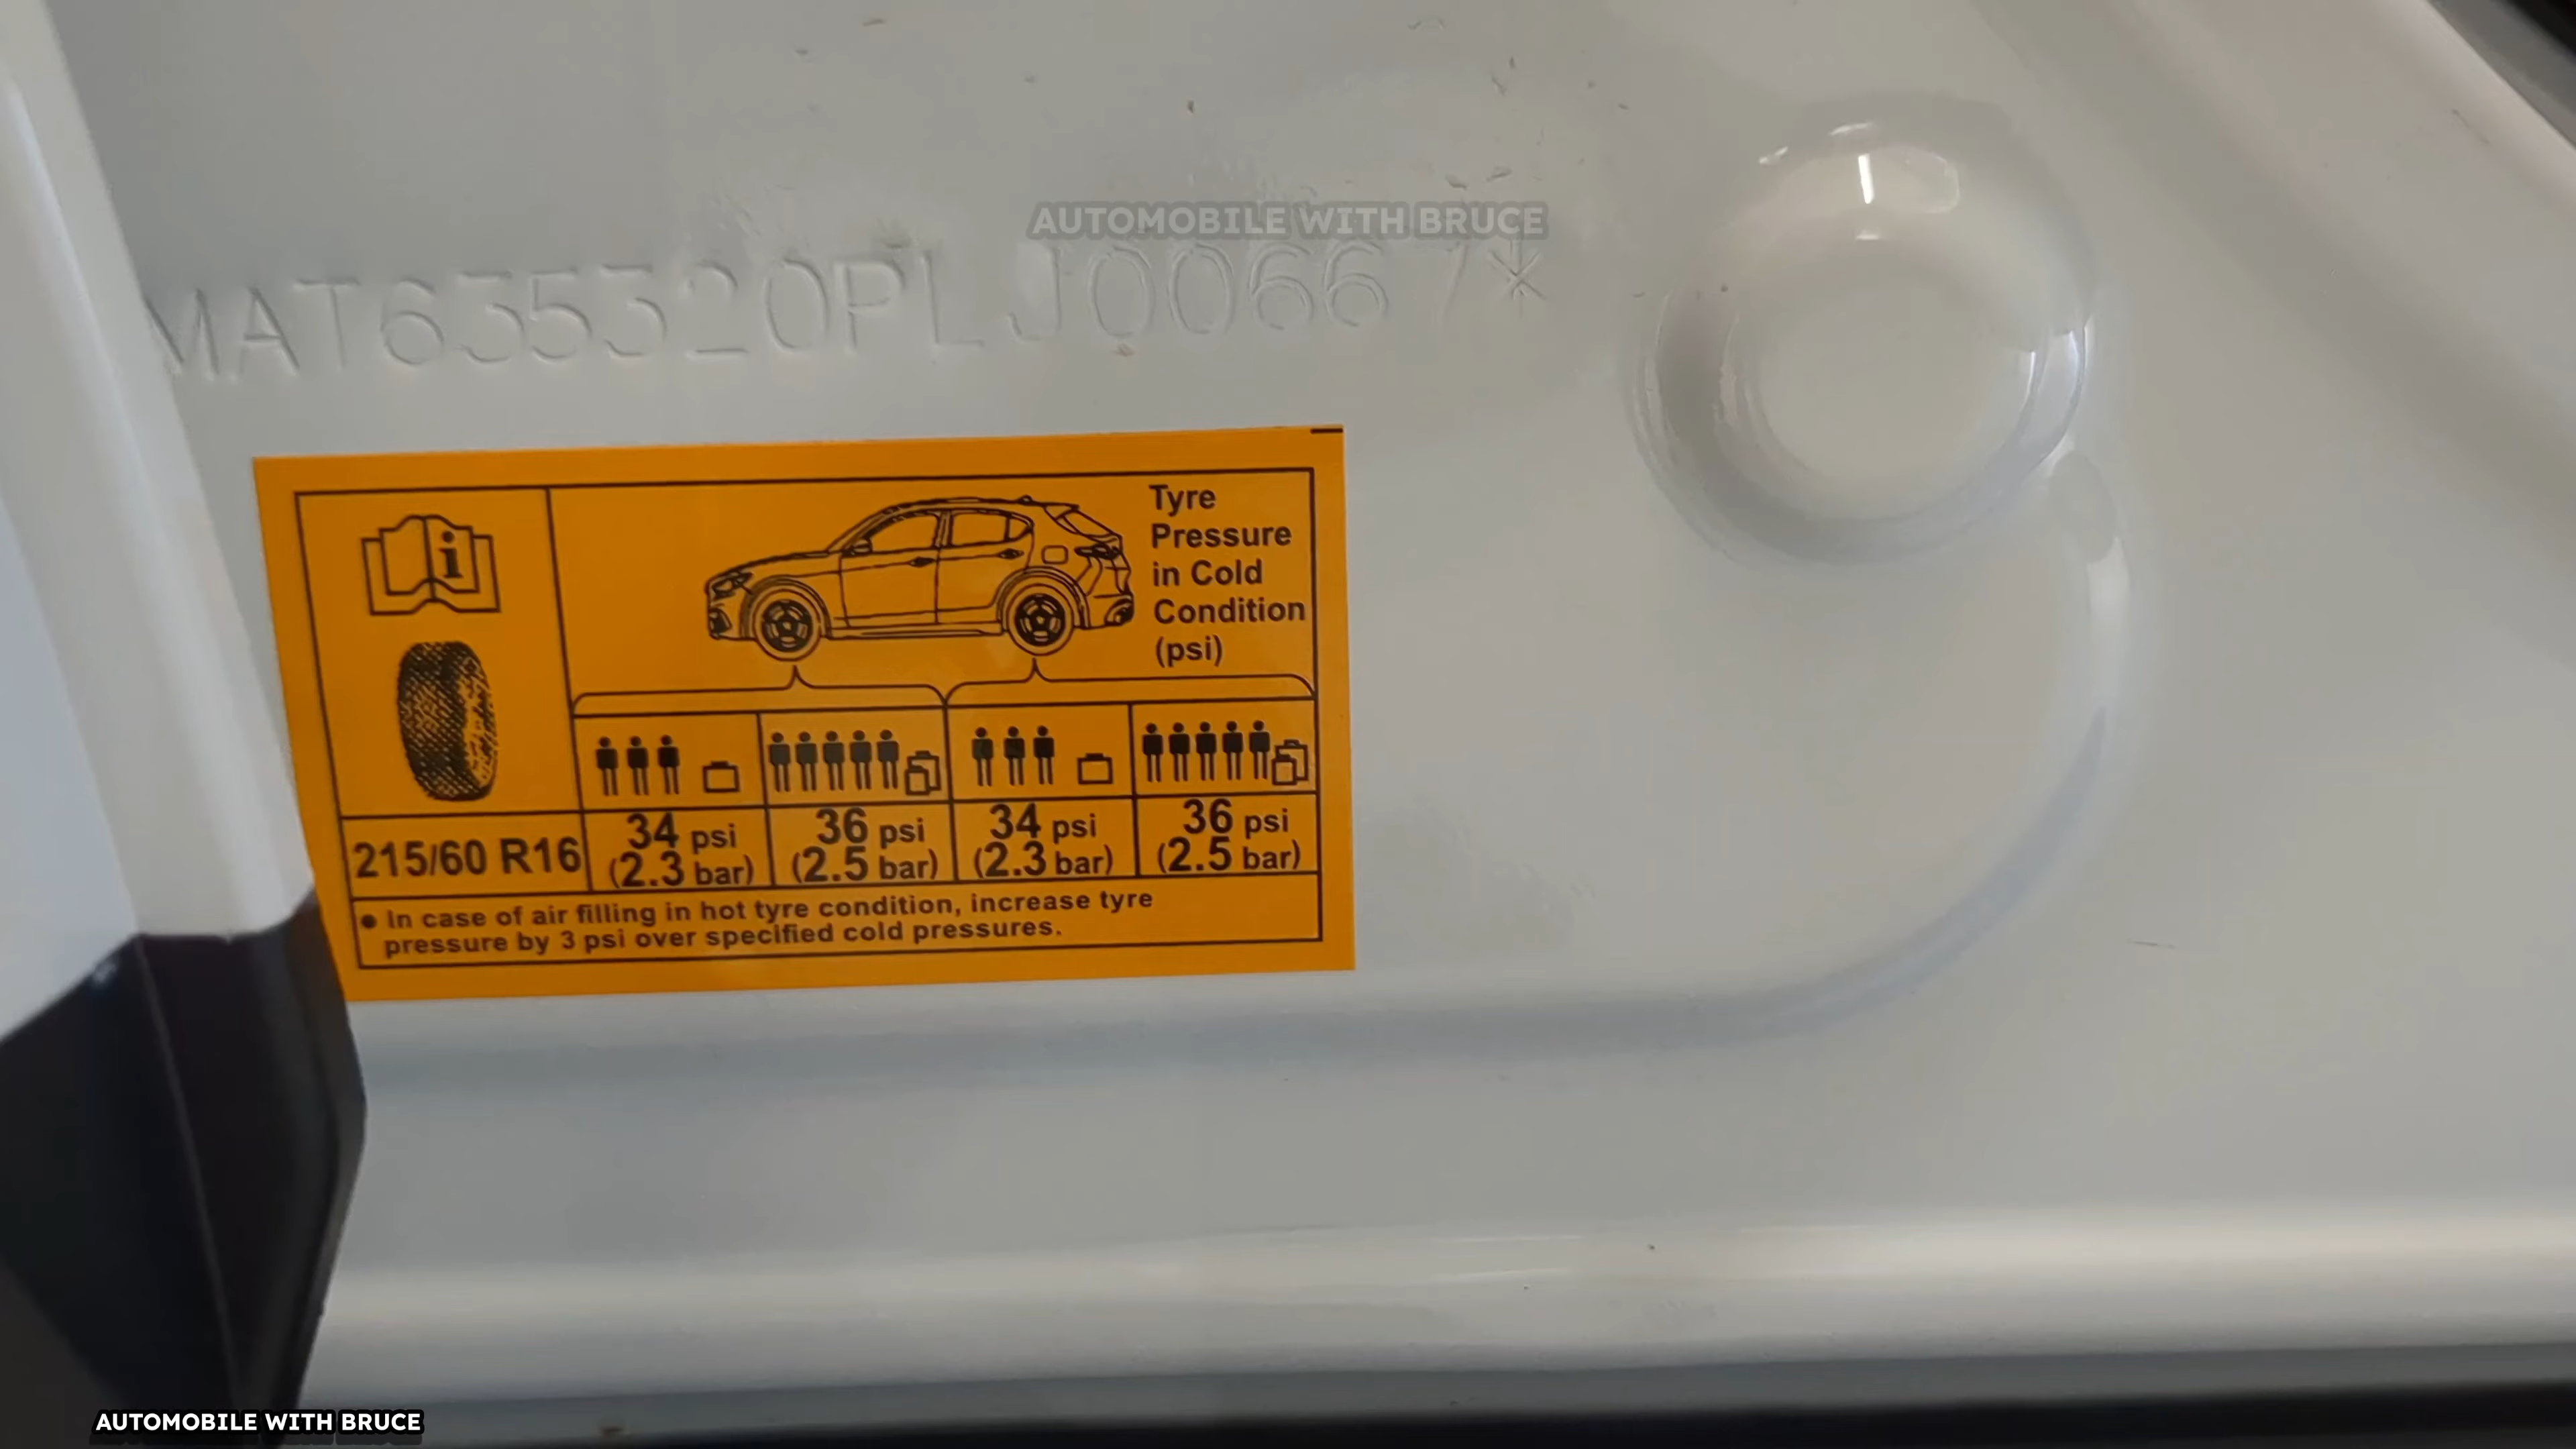 AUTOMOBILE WITH BRUCE
MAT635320PLJ00667*
Tyre
Pressure
in Cold
Condition
(psi)
i
215/60 R16
34 psi
(2.3 bar)
36 psi
(2.5 bar)
34 psi
(2.3 bar)
36 psi
(2.5 bar)
● In case of air filling in hot tyre condition, increase tyre
pressure by 3 psi over specified cold pressures.
AUTOMOBILE WITH BRUCE